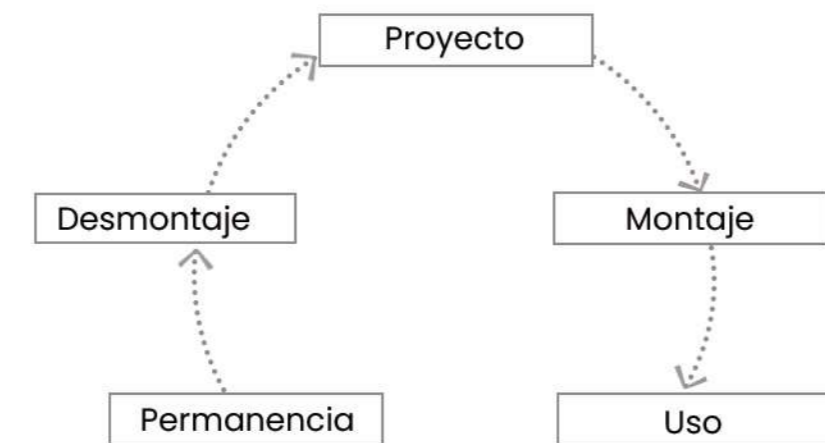 Proyecto
Desmontaje
Montaje
Permanencia
Uso